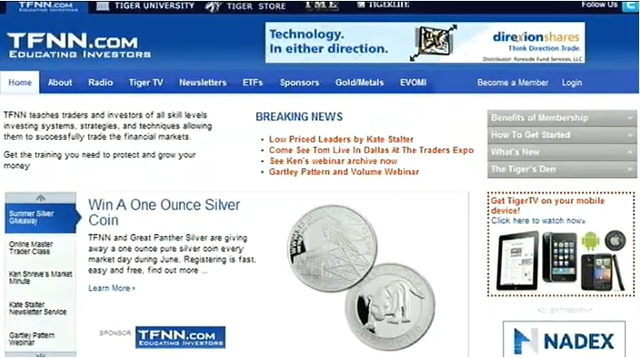 TFNN.COM
TIGER UNIVERSITY
TIGER STORE
TIGERLIFE
Follow Us
TFNN.COM
EDUCATING INVESTORS
Technology.
In either direction.
direxionshares
Think Direction. Trade.
Distributor: Foreside Fund Services, LLC
Home
About
Radio
Tiger TV
Newsletters
ETFs
Sponsors
Gold/Metals
EVOMI
Become a Member
Login
TFNN teaches traders and investors of all skill levels
investing systems, strategies, and techniques allowing
them to successfully trade the financial markets.
Get the training you need to protect and grow your
money
BREAKING NEWS
Low Priced Leaders by Kate Stalter
Come See Tom Live In Dallas At The Traders Expo
See Ken's webinar archive now
Gartley Pattern and Volume Webinar
Benefits of Membership
How To Get Started
What's New
The Tiger's Den
Summer Silver
Giveaway
Online Master
Trader Class
Ken Shreve's Market
Minute
Kate Stalter
Newsletter Service
Gartley Pattern
Webinar
Win A One Ounce Silver
Coin
TFNN and Great Panther Silver are giving
away a one ounce pure silver coin every
market day during June. Registering is fast,
easy and free, find out more ...
Learn More ›
SPONSOR
TFNN.COM
EDUCATING INVESTORS
Get TigerTV on your mobile
device!
Click here to watch now»
ADVERTISEMENT
NADEX